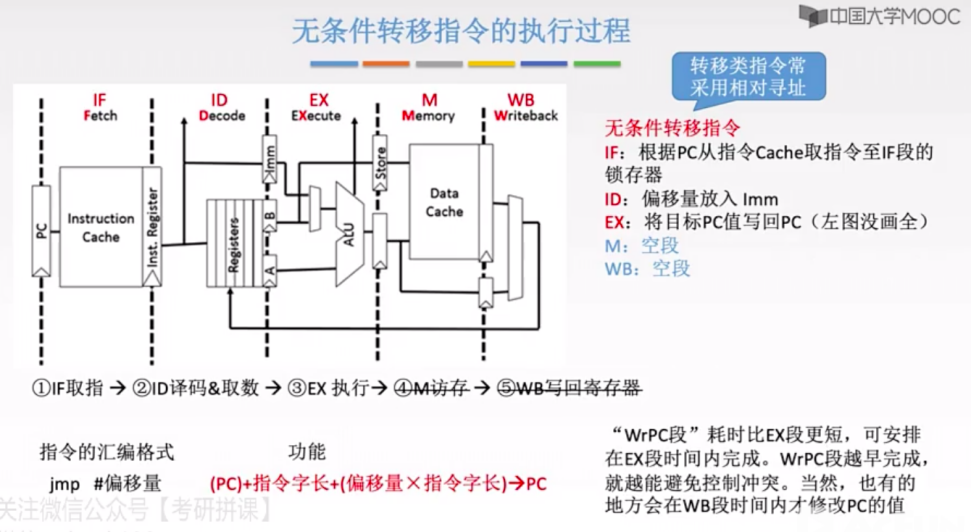 中国大学MOOC
无条件转移指令的执行过程
转移类指令常
采用相对寻址
IF
Fetch
ID
Decode
EX
EXecute
M
Memory
WB
Writeback
PC
Instruction
Cache
Inst. Register
Registers
Imm
B
A
ALU
Store
Data
Cache
无条件转移指令
IF：根据PC从指令Cache取指令至IF段的
锁存器
ID：偏移量放入 Imm
EX：将目标PC值写回PC（左图没画全）
M：空段
WB：空段
①IF取指 → ②ID译码&取数 → ③EX 执行→ ④M访存 → ⑤WB写回寄存器
指令的汇编格式 功能
jmp #偏移量 (PC)+指令字长+(偏移量×指令字长)→PC
“WrPC段”耗时比EX段更短，可安排
在EX段时间内完成。WrPC段越早完成，
就越能避免控制冲突。当然，也有的
地方会在WB段时间内才修改PC的值
关注微信公众号【考研拼课】